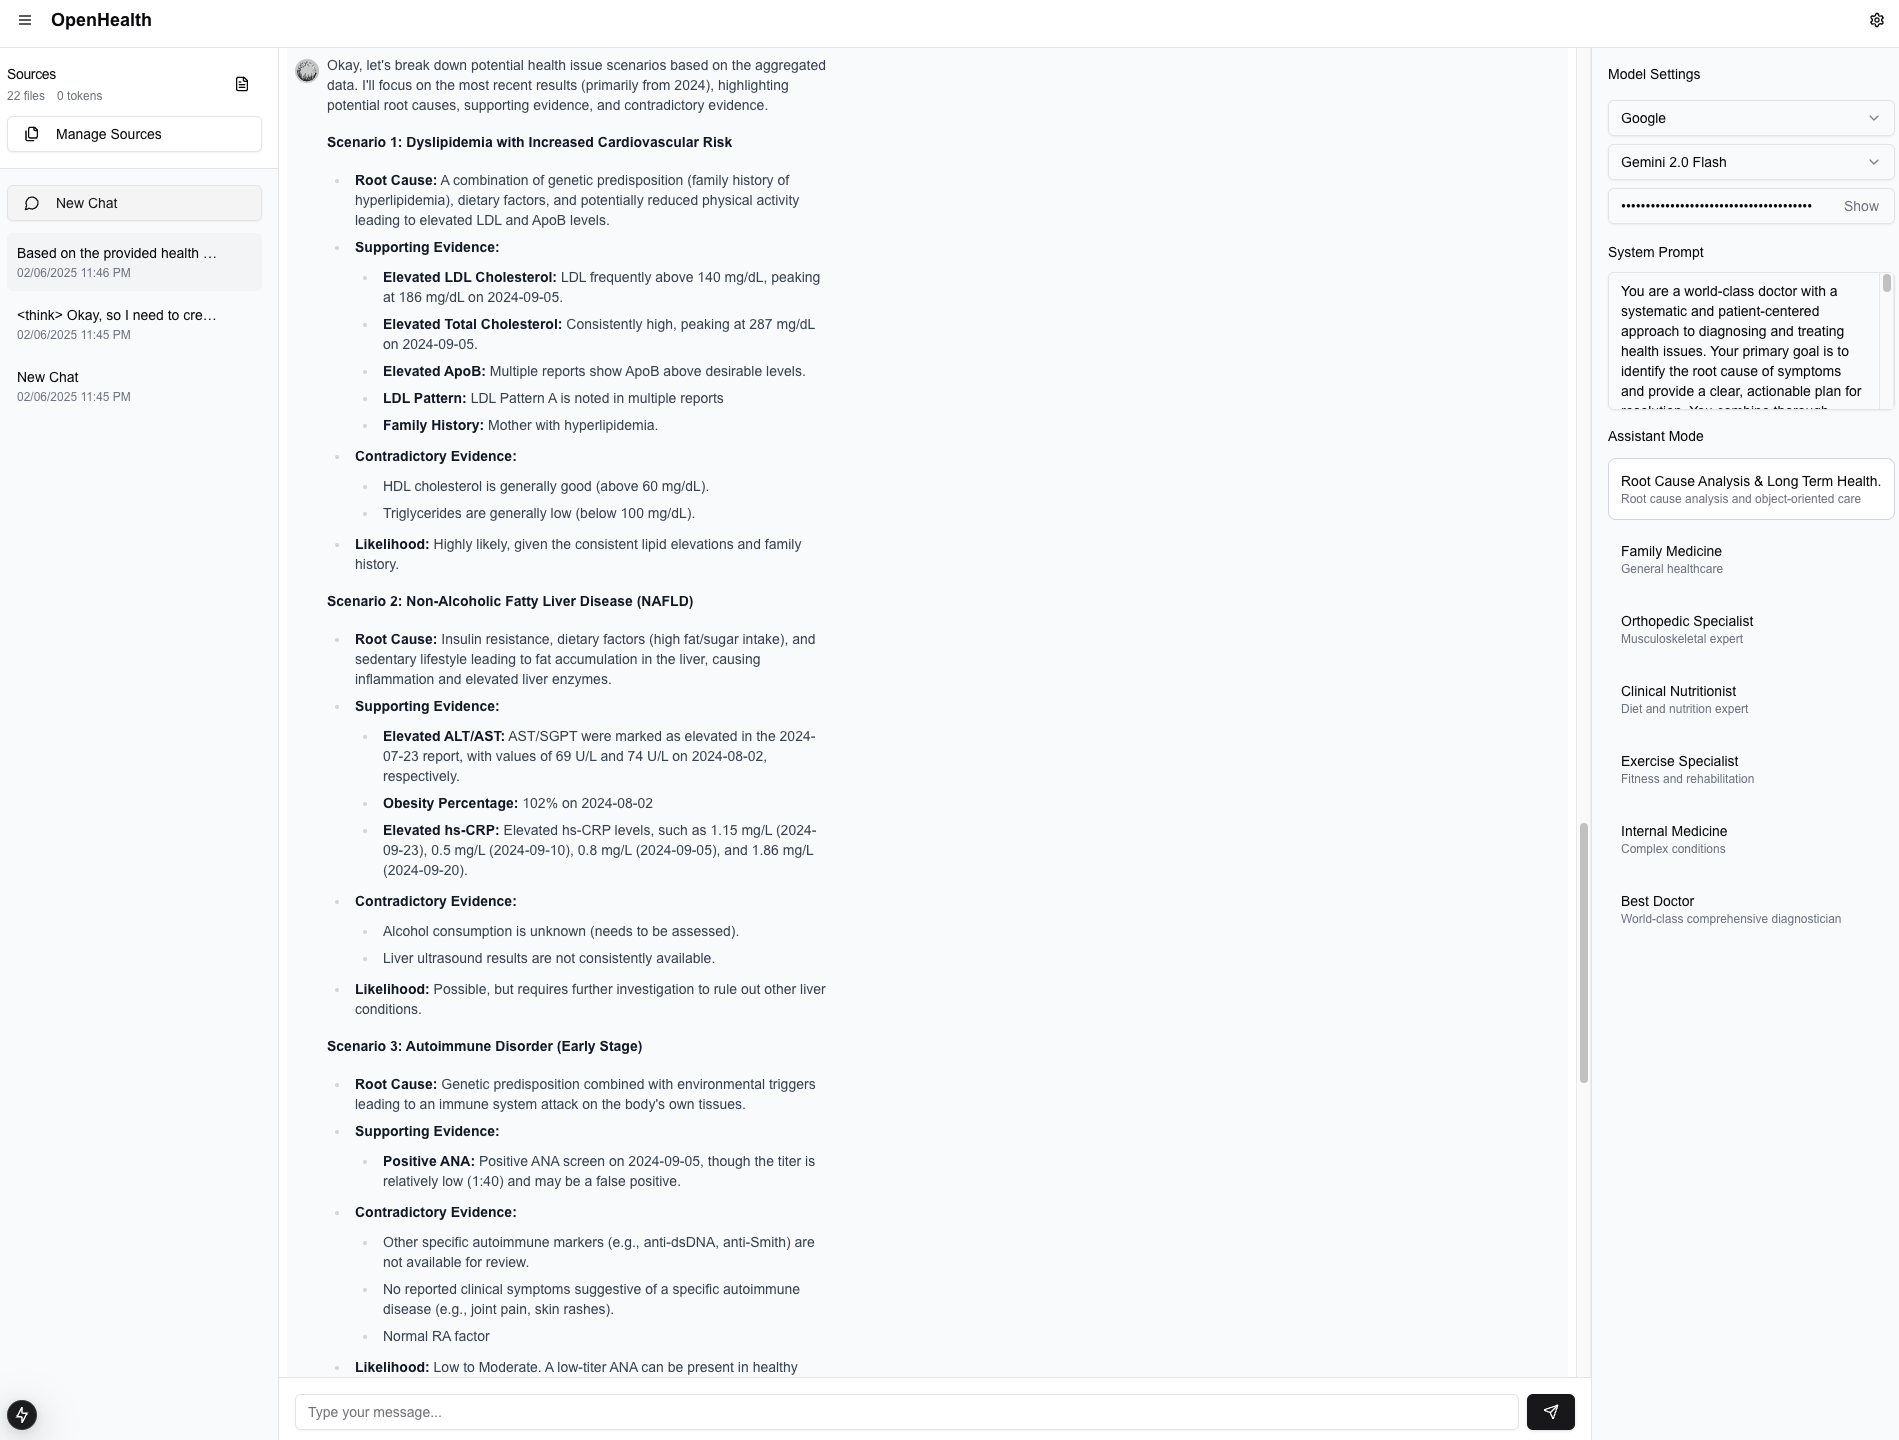 OpenHealth
Sources
22 files 0 tokens
Manage Sources
New Chat
Based on the provided health …
02/06/2025 11:46 PM
<think> Okay, so I need to cre…
02/06/2025 11:45 PM
New Chat
02/06/2025 11:45 PM
Okay, let's break down potential health issue scenarios based on the aggregated
data. I'll focus on the most recent results (primarily from 2024), highlighting
potential root causes, supporting evidence, and contradictory evidence.
Scenario 1: Dyslipidemia with Increased Cardiovascular Risk
Root Cause: A combination of genetic predisposition (family history of
hyperlipidemia), dietary factors, and potentially reduced physical activity
leading to elevated LDL and ApoB levels.
Supporting Evidence:
Elevated LDL Cholesterol: LDL frequently above 140 mg/dL, peaking
at 186 mg/dL on 2024-09-05.
Elevated Total Cholesterol: Consistently high, peaking at 287 mg/dL
on 2024-09-05.
Elevated ApoB: Multiple reports show ApoB above desirable levels.
LDL Pattern: LDL Pattern A is noted in multiple reports
Family History: Mother with hyperlipidemia.
Contradictory Evidence:
HDL cholesterol is generally good (above 60 mg/dL).
Triglycerides are generally low (below 100 mg/dL).
Likelihood: Highly likely, given the consistent lipid elevations and family
history.
Scenario 2: Non-Alcoholic Fatty Liver Disease (NAFLD)
Root Cause: Insulin resistance, dietary factors (high fat/sugar intake), and
sedentary lifestyle leading to fat accumulation in the liver, causing
inflammation and elevated liver enzymes.
Supporting Evidence:
Elevated ALT/AST: AST/SGPT were marked as elevated in the 2024-
07-23 report, with values of 69 U/L and 74 U/L on 2024-08-02,
respectively.
Obesity Percentage: 102% on 2024-08-02
Elevated hs-CRP: Elevated hs-CRP levels, such as 1.15 mg/L (2024-
09-23), 0.5 mg/L (2024-09-10), 0.8 mg/L (2024-09-05), and 1.86 mg/L
(2024-09-20).
Contradictory Evidence:
Alcohol consumption is unknown (needs to be assessed).
Liver ultrasound results are not consistently available.
Likelihood: Possible, but requires further investigation to rule out other liver
conditions.
Scenario 3: Autoimmune Disorder (Early Stage)
Root Cause: Genetic predisposition combined with environmental triggers
leading to an immune system attack on the body's own tissues.
Supporting Evidence:
Positive ANA: Positive ANA screen on 2024-09-05, though the titer is
relatively low (1:40) and may be a false positive.
Contradictory Evidence:
Other specific autoimmune markers (e.g., anti-dsDNA, anti-Smith) are
not available for review.
No reported clinical symptoms suggestive of a specific autoimmune
disease (e.g., joint pain, skin rashes).
Normal RA factor
Likelihood: Low to Moderate. A low-titer ANA can be present in healthy
Type your message...
Model Settings
Google
Gemini 2.0 Flash
••••••••••••••••••••••••••••••••••••••• Show
System Prompt
You are a world-class doctor with a
systematic and patient-centered
approach to diagnosing and treating
health issues. Your primary goal is to
identify the root cause of symptoms
and provide a clear, actionable plan for
resolution. You combine thorough
Assistant Mode
Root Cause Analysis & Long Term Health.
Root cause analysis and object-oriented care
Family Medicine
General healthcare
Orthopedic Specialist
Musculoskeletal expert
Clinical Nutritionist
Diet and nutrition expert
Exercise Specialist
Fitness and rehabilitation
Internal Medicine
Complex conditions
Best Doctor
World-class comprehensive diagnostician